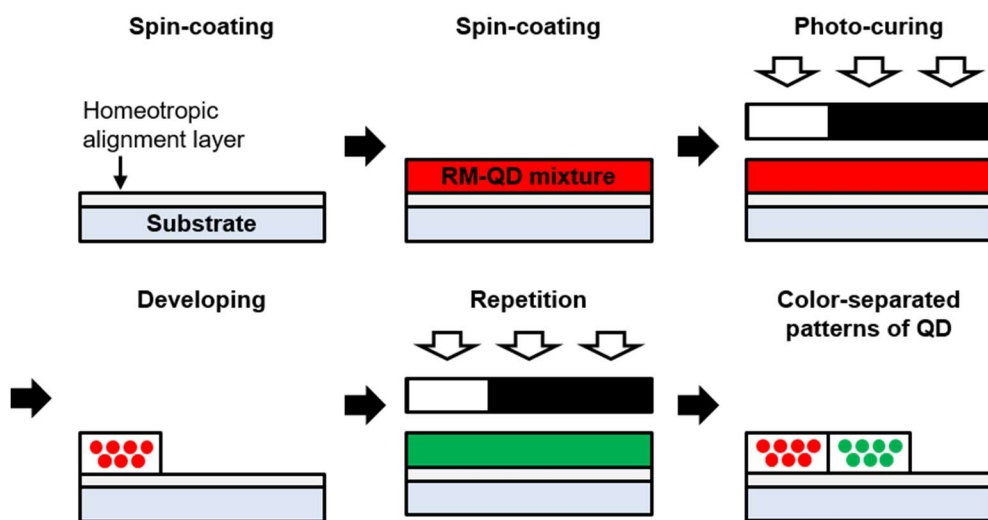 Spin-coating
Spin-coating
Photo-curing
Homeotropic
alignment layer
RM-QD mixture
Substrate
Developing
Repetition
Color-separated
patterns of QD